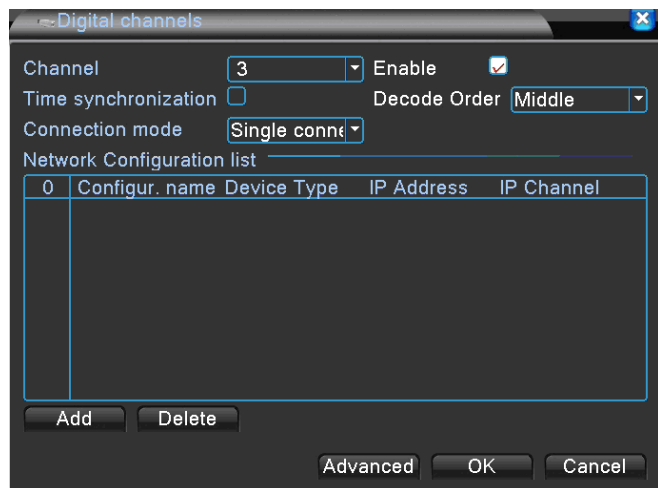 Digital channels
Channel 3 Enable
Time synchronization Decode Order Middle
Connection mode Single conne
Network Configuration list
0 Configur. name Device Type IP Address IP Channel
Add Delete
Advanced OK Cancel